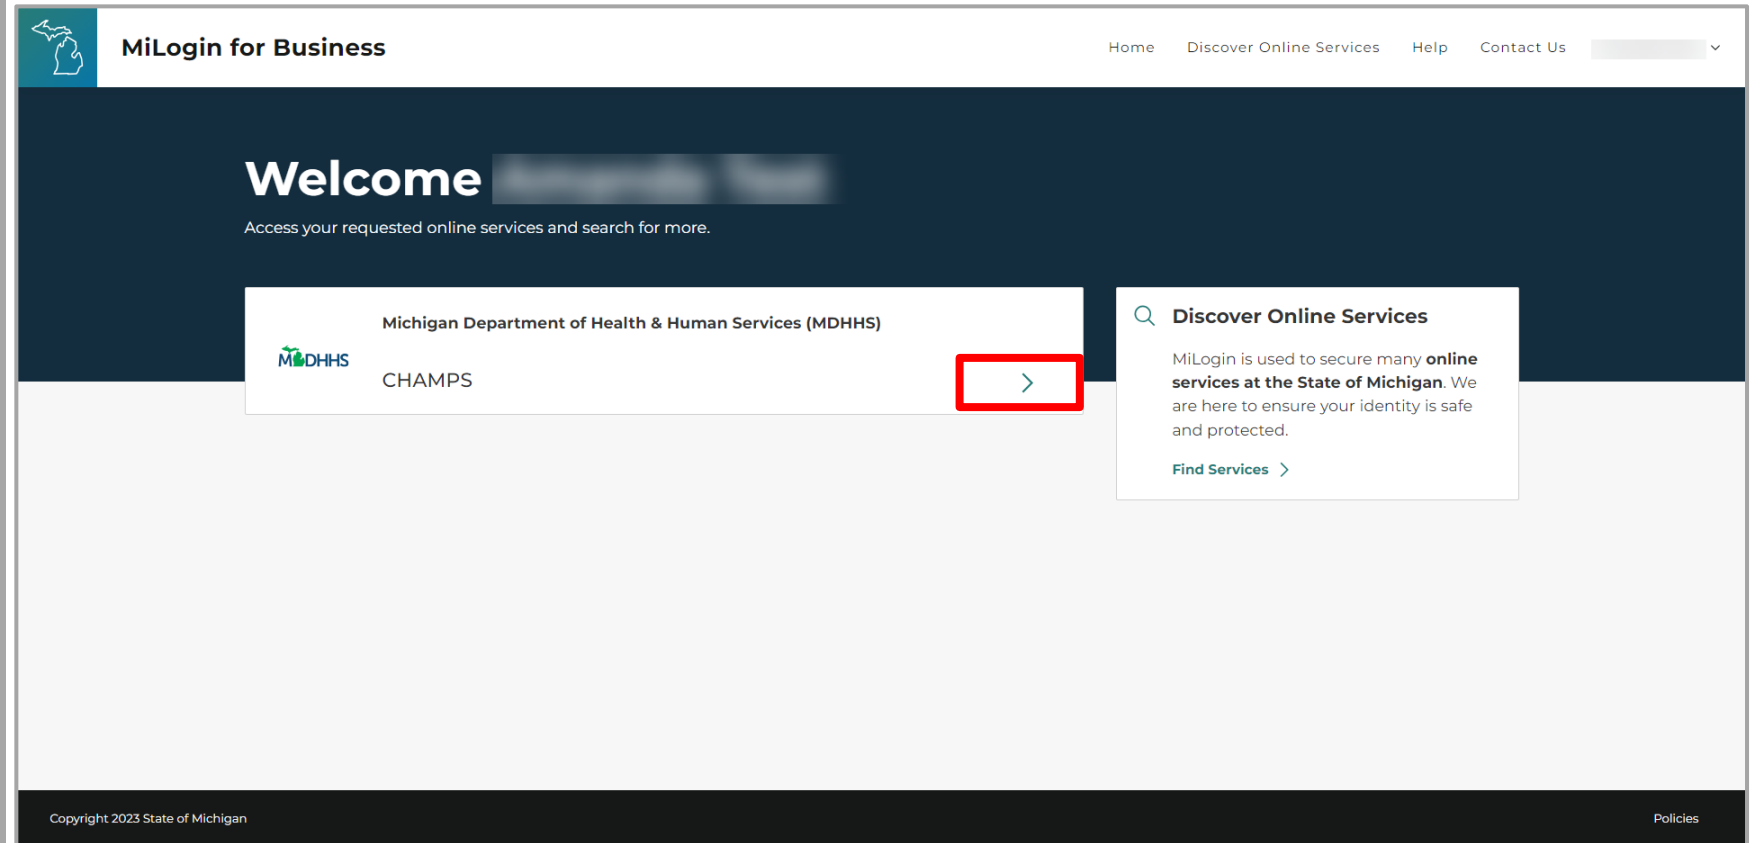 MiLogin for Business
Home Discover Online Services Help Contact Us
Welcome
Access your requested online services and search for more.
Michigan Department of Health & Human Services (MDHHS)
MDHHS
CHAMPS
Discover Online Services
MiLogin is used to secure many online
services at the State of Michigan. We
are here to ensure your identity is safe
and protected.
Find Services
Copyright 2023 State of Michigan
Policies